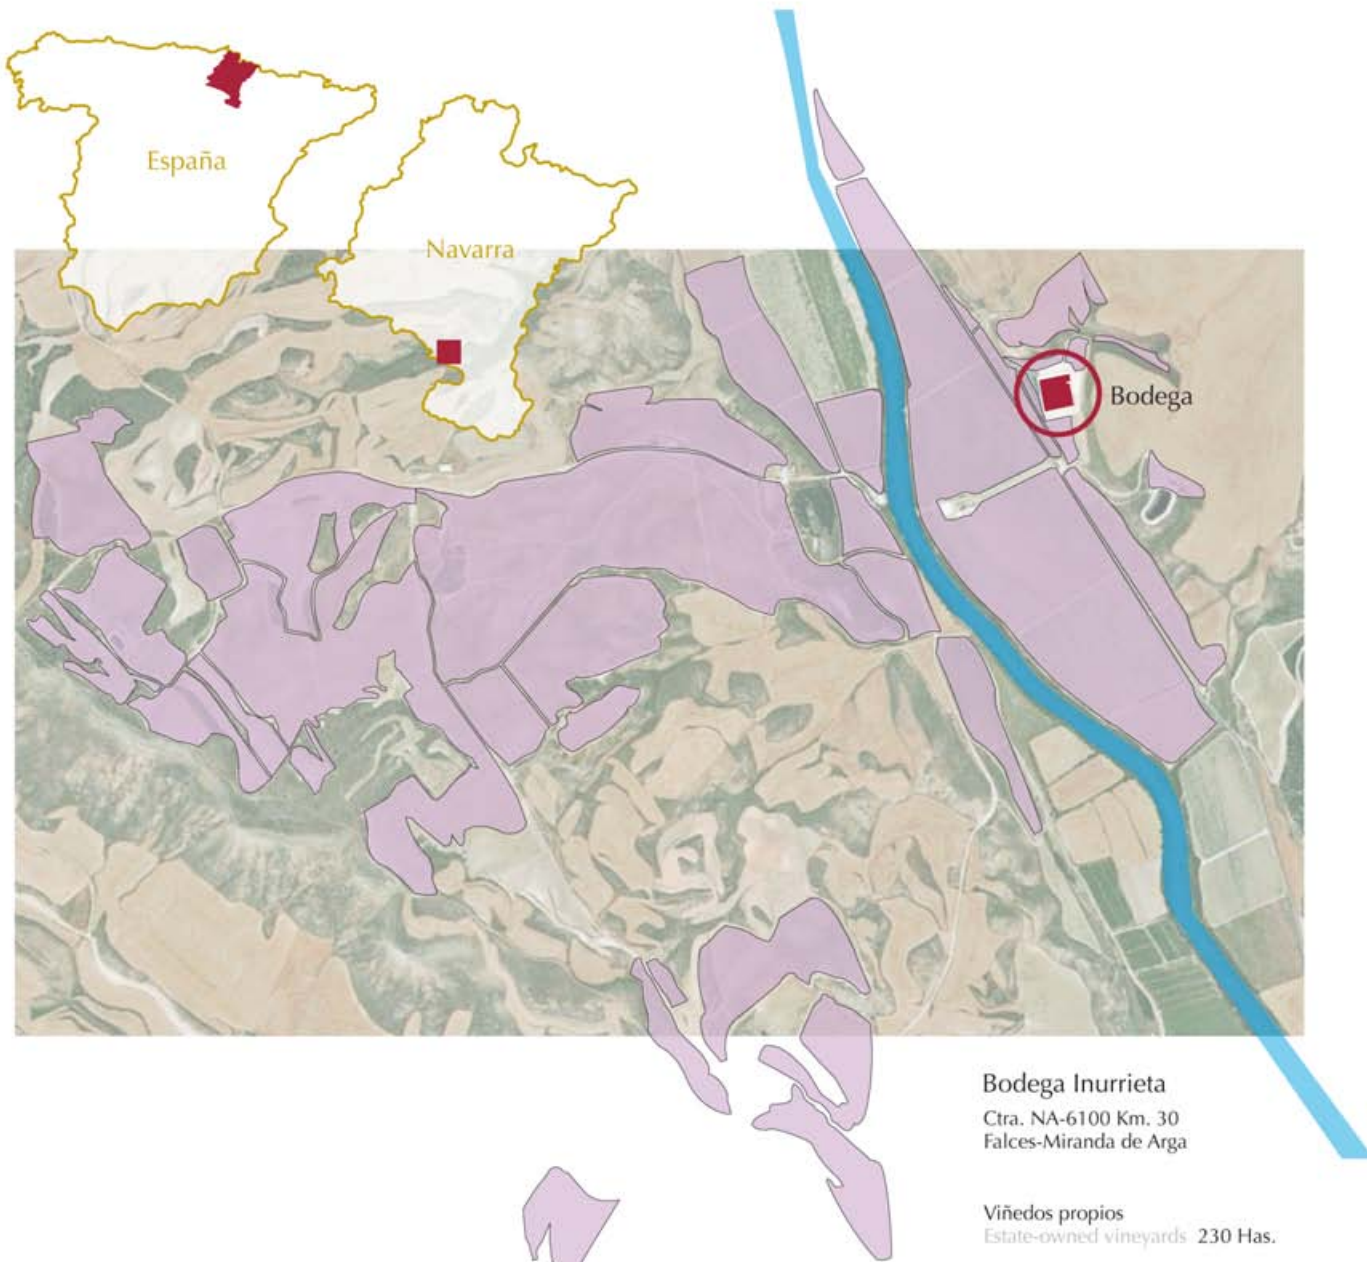 España
Navarra
Bodega
Bodega Inurrieta
Ctra. NA-6100 Km. 30
Falces-Miranda de Arga
Viñedos propios
Estate-owned vineyards 230 Has.